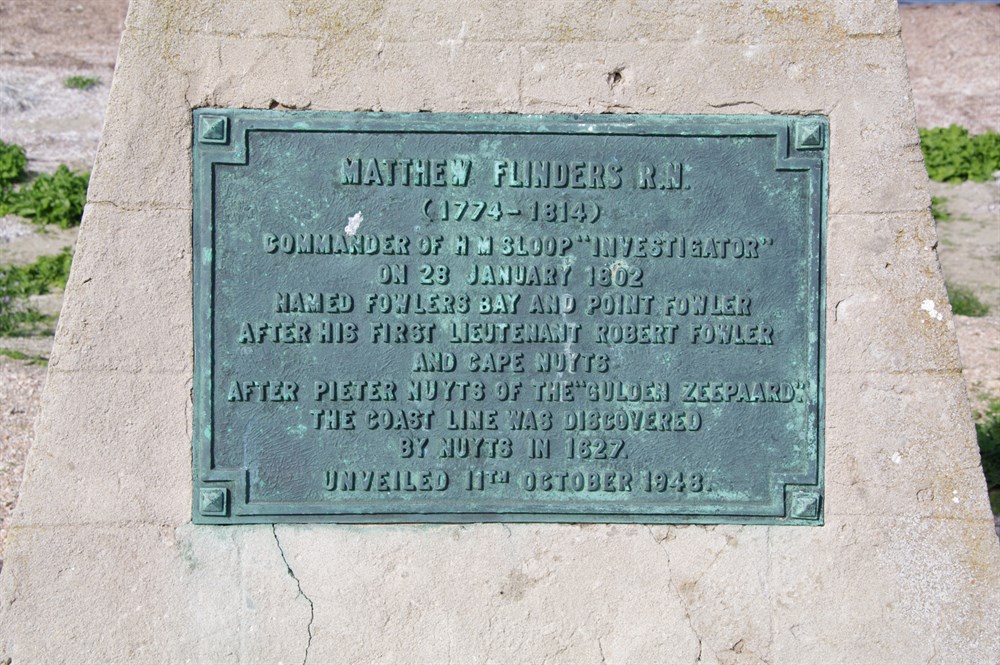 MATTHEW FLINDERS R.N.
(1774-1814)
COMMANDER OF H M SLOOP "INVESTIGATOR"
ON 28 JANUARY 1802
NAMED FOWLERS BAY AND POINT FOWLER
AFTER HIS FIRST LIEUTENANT ROBERT FOWLER
AND CAPE NUYTS
AFTER PIETER NUYTS OF THE "GULDEN ZEEPAARD".
THE COAST LINE WAS DISCOVERED
BY NUYTS IN 1627.
UNVEILED 11TH OCTOBER 1948.